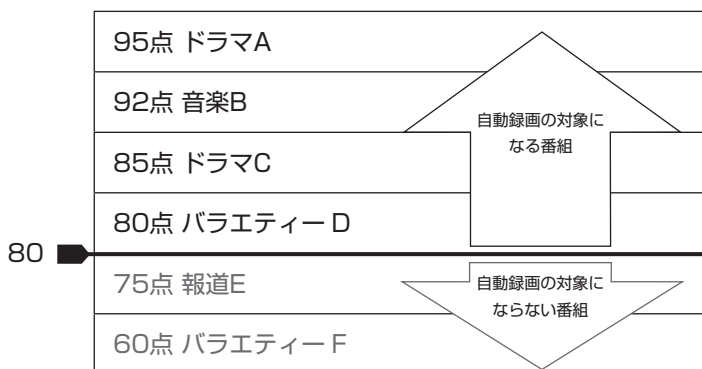 95点 ドラマA
92点 音楽B
自動録画の対象に
なる番組
85点 ドラマC
80点 バラエティーD
80
75点 報道E
自動録画の対象に
ならない番組
60点 バラエティーF